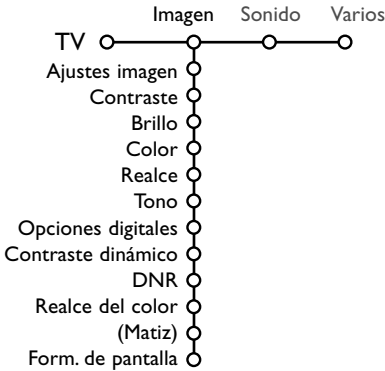 Imagen Sonido Varios
TV
Ajustes imagen
Contraste
Brillo
Color
Realce
Tono
Opciones digitales
Contraste dinámico
DNR
Realce del color
(Matiz)
Form. de pantalla